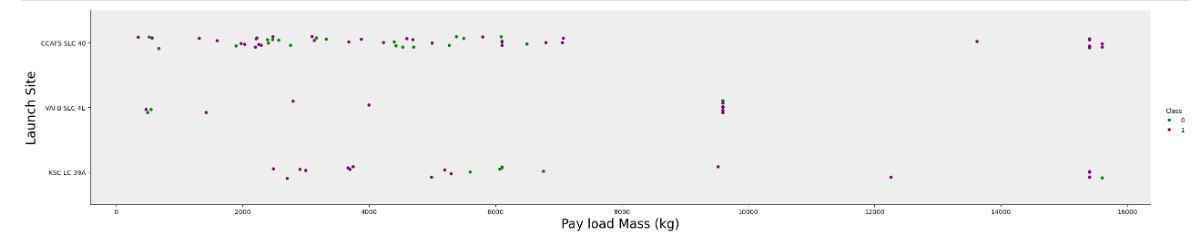 Launch Site
CCAFS SLC 40
VAFB SLC 4E
KSC LC 39A
0
2000
4000
6000
8000
10000
12000
14000
16000
Pay load Mass (kg)
Class
0
1